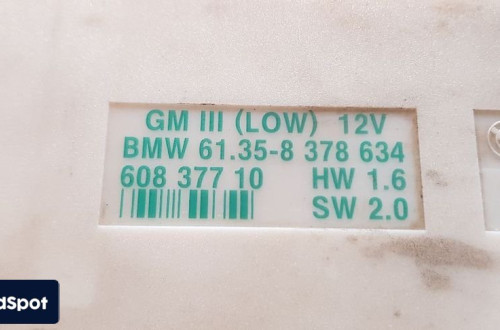 GM III (LOW) 12V
BMW 61.35-8 378 634
608 377 10 HW 1.6
SW 2.0
dSpot